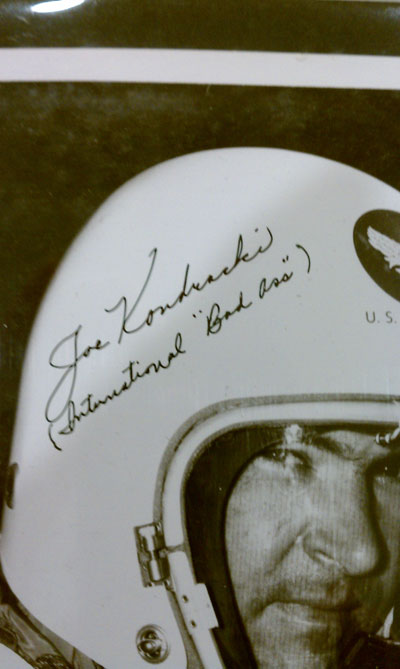 Joe Kondracki
(International "Bad Ass")
U.S.